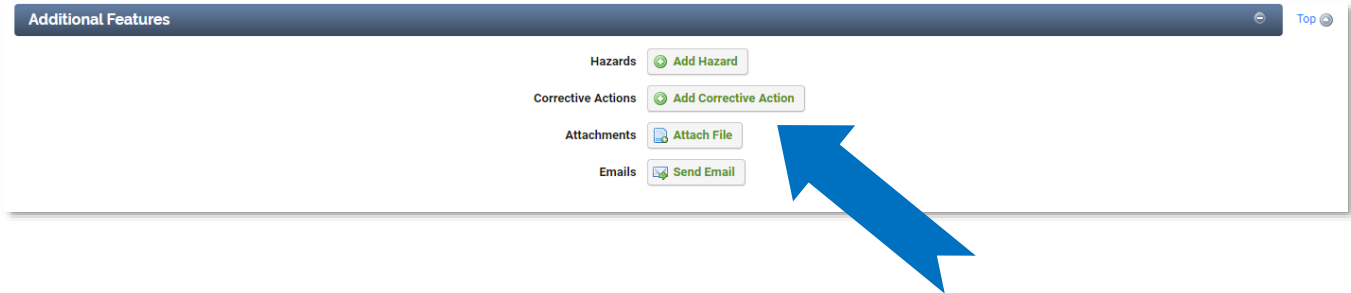 Additional Features Top
Hazards Add Hazard
Corrective Actions Add Corrective Action
Attachments Attach File
Emails Send Email